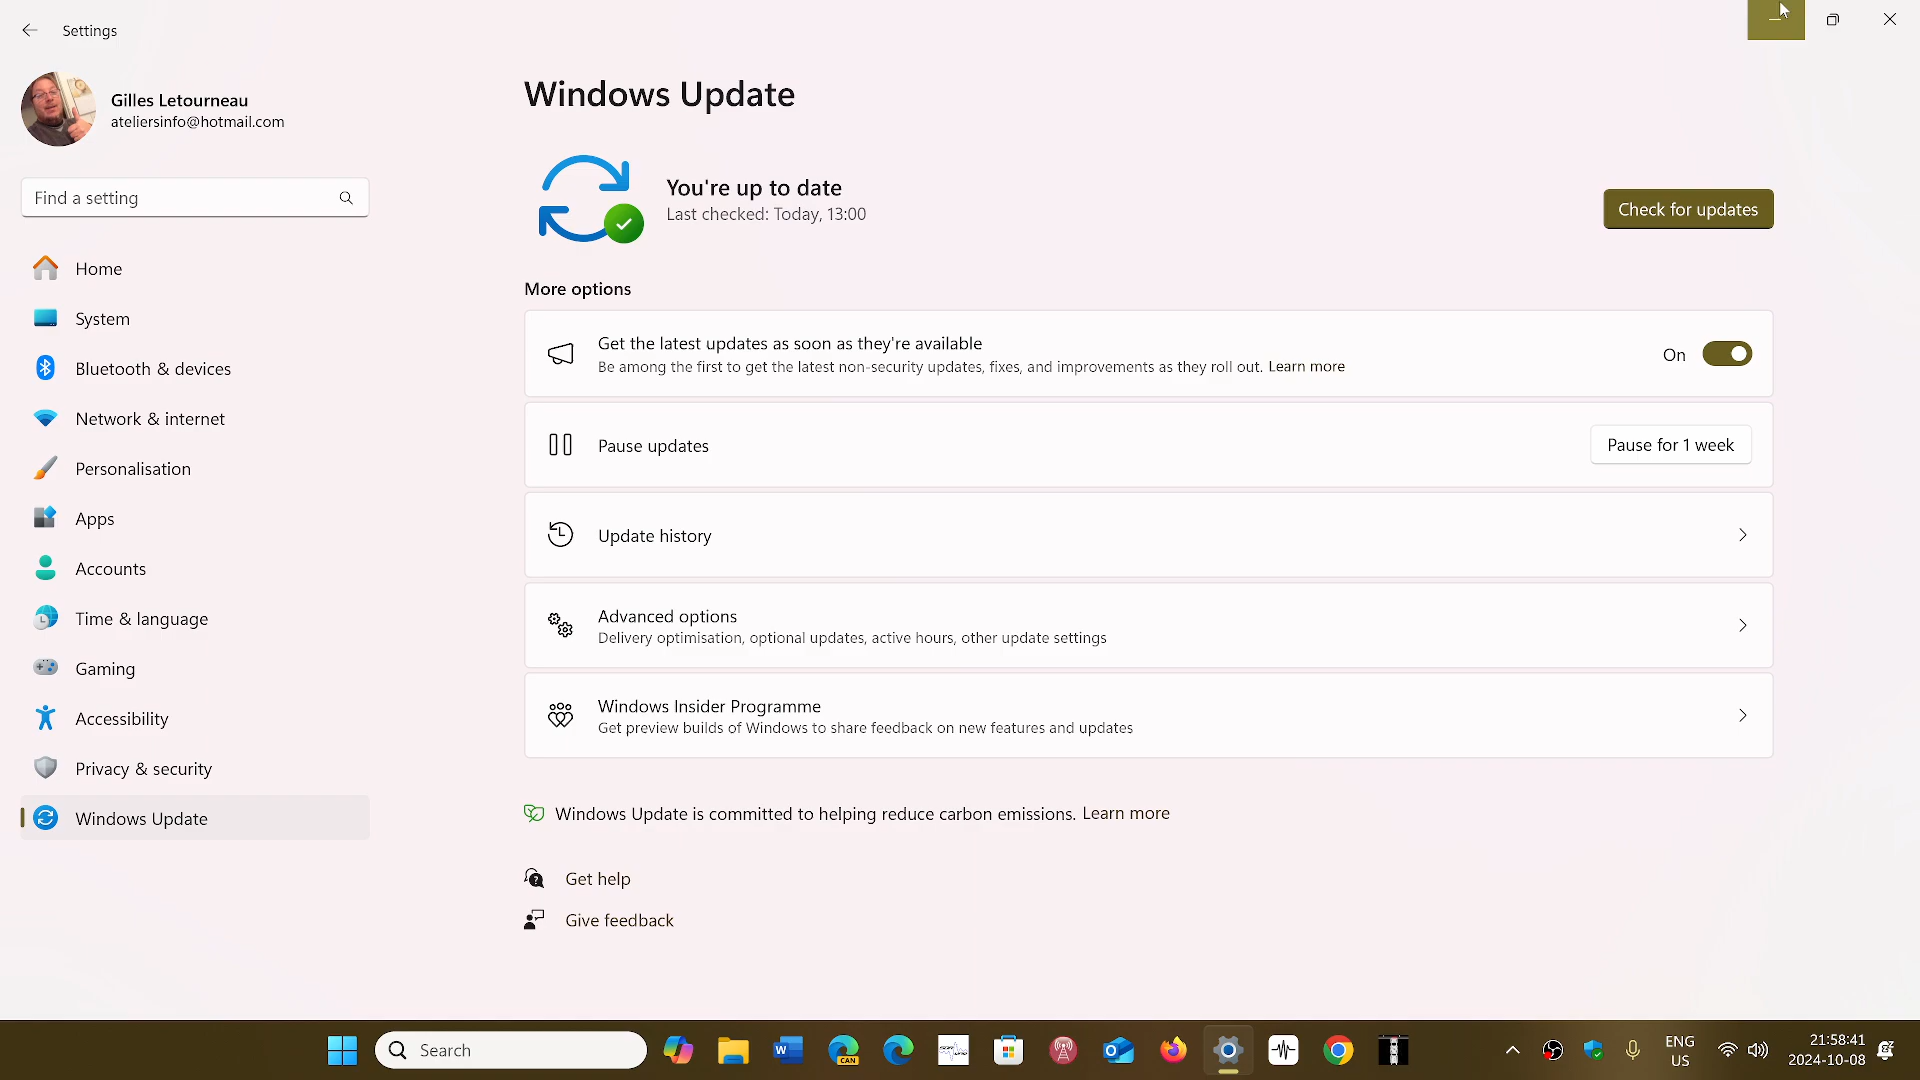 Settings
Gilles Letourneau
ateliersinfo@hotmail.com
Find a setting
Home
System
Bluetooth & devices
Network & internet
Personalisation
Apps
Accounts
Time & language
Gaming
Accessibility
Privacy & security
Windows Update
Windows Update
You're up to date
Last checked: Today, 13:00
Check for updates
More options
Get the latest updates as soon as they're available
Be among the first to get the latest non-security updates, fixes, and improvements as they roll out. Learn more
On
Pause updates
Pause for 1 week
Update history
Advanced options
Delivery optimisation, optional updates, active hours, other update settings
Windows Insider Programme
Get preview builds of Windows to share feedback on new features and updates
Windows Update is committed to helping reduce carbon emissions. Learn more
Get help
Give feedback
Search
W
CAN
ENG
US
21:58:41
2024-10-08